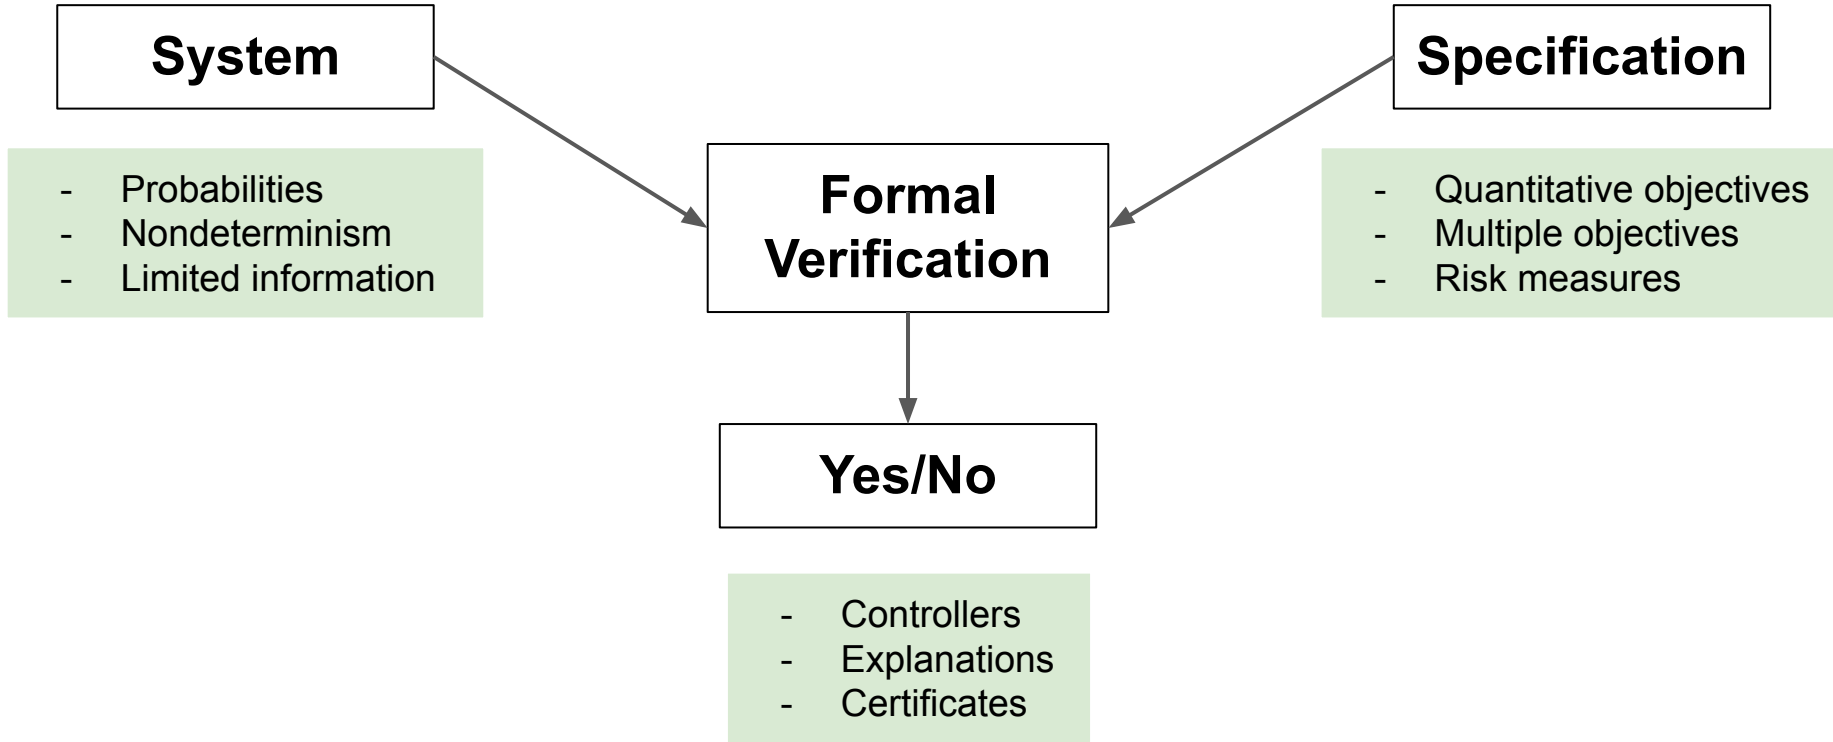 System
Specification
- Probabilities
- Nondeterminism
- Limited information
Formal
Verification
- Quantitative objectives
- Multiple objectives
- Risk measures
Yes/No
- Controllers
- Explanations
- Certificates